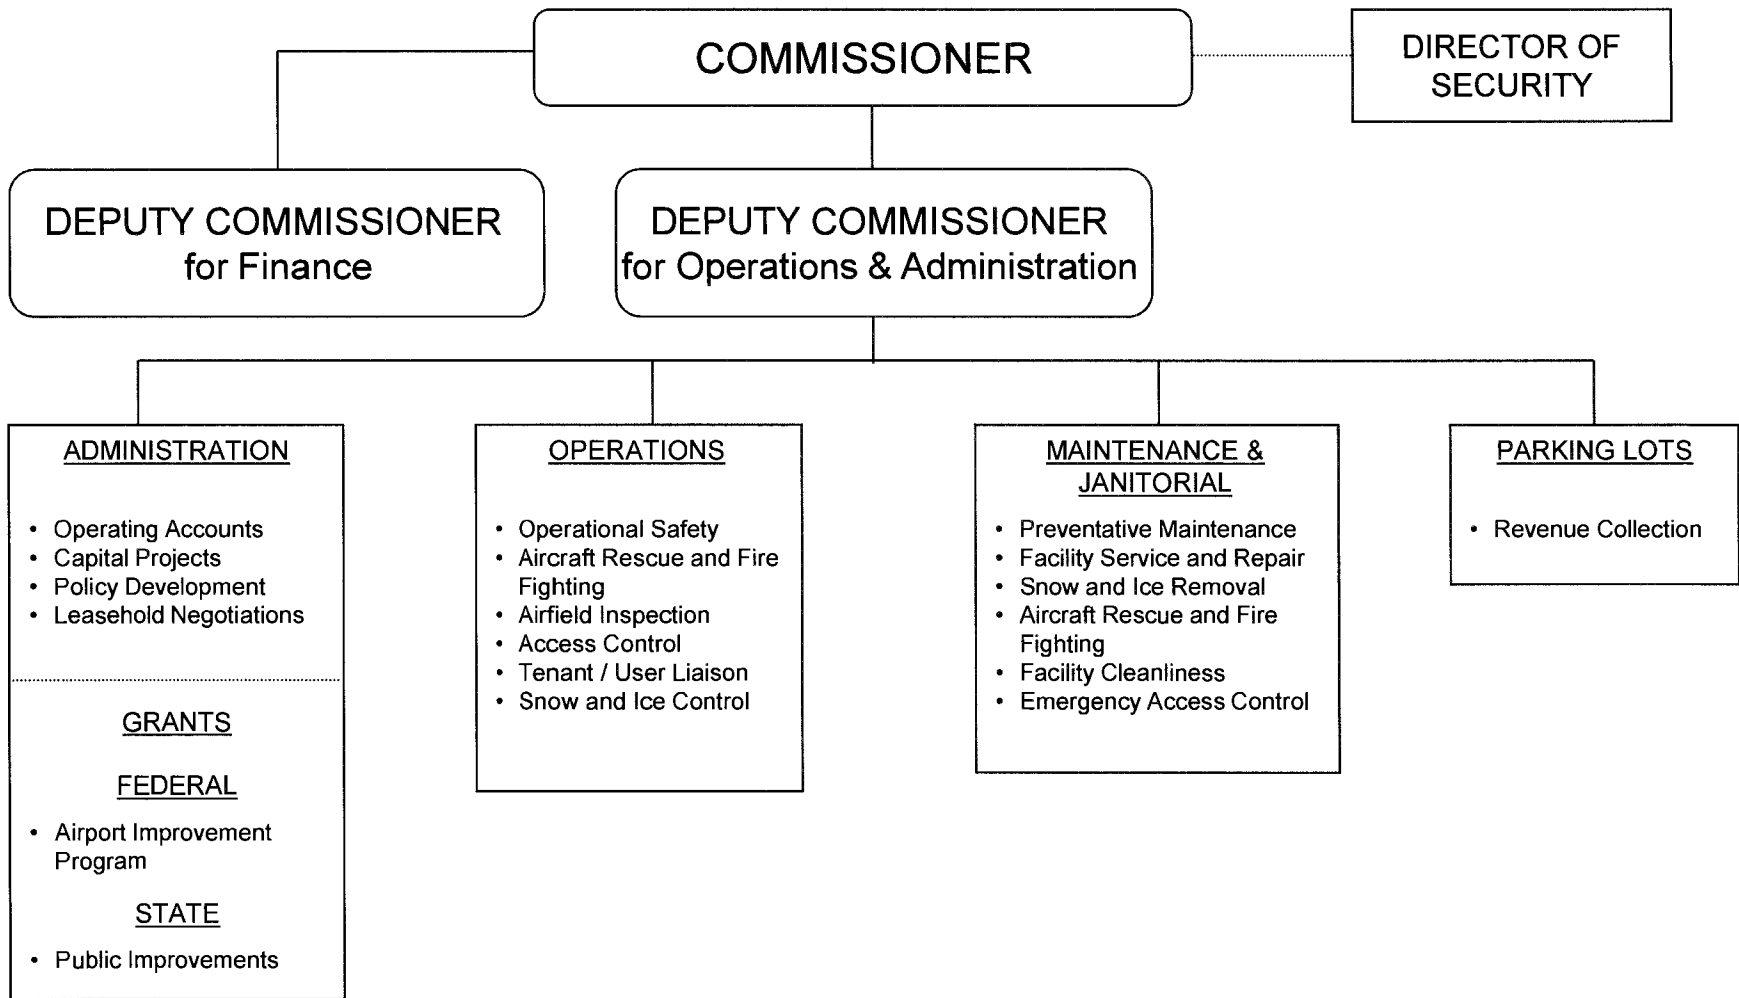 COMMISSIONER
DIRECTOR OF
SECURITY
DEPUTY COMMISSIONER
for Finance
DEPUTY COMMISSIONER
for Operations & Administration
ADMINISTRATION
• Operating Accounts
• Capital Projects
• Policy Development
• Leasehold Negotiations
GRANTS
FEDERAL
• Airport Improvement
Program
STATE
• Public Improvements
OPERATIONS
• Operational Safety
• Aircraft Rescue and Fire
Fighting
• Airfield Inspection
• Access Control
• Tenant / User Liaison
• Snow and Ice Control
MAINTENANCE &
JANITORIAL
• Preventative Maintenance
• Facility Service and Repair
• Snow and Ice Removal
• Aircraft Rescue and Fire
Fighting
• Facility Cleanliness
• Emergency Access Control
PARKING LOTS
• Revenue Collection